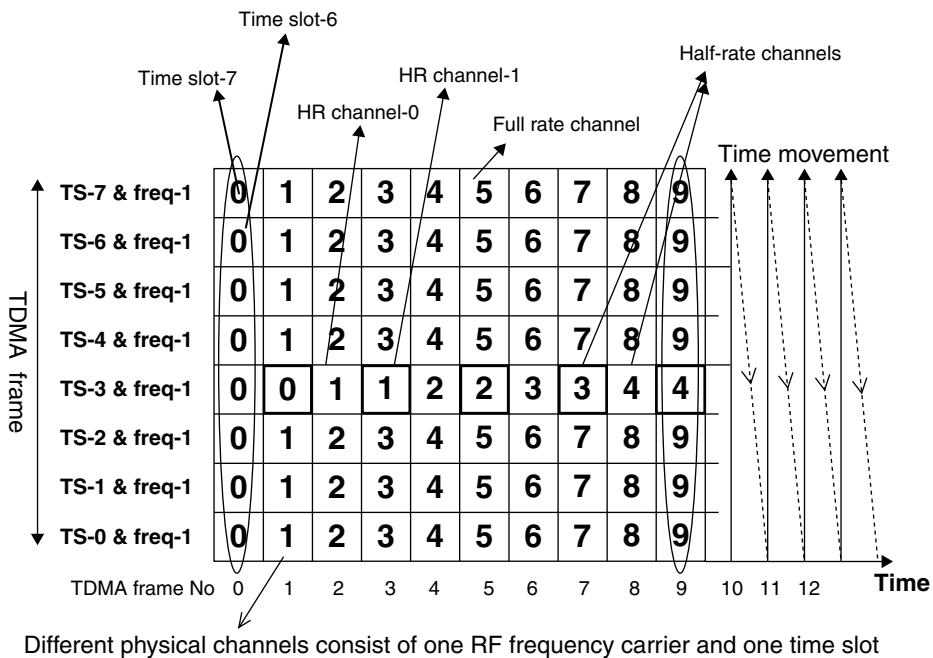 Time slot-6
Half-rate channels
Time slot-7
HR channel-1
HR channel-0
Full rate channel
Time movement
TDMA frame
TS-7 & freq-1 0 1 2 3 4 5 6 7 8 9
TS-6 & freq-1 0 1 2 3 4 5 6 7 8 9
TS-5 & freq-1 0 1 2 3 4 5 6 7 8 9
TS-4 & freq-1 0 1 2 3 4 5 6 7 8 9
TS-3 & freq-1 0 0 1 1 2 2 3 3 4 4
TS-2 & freq-1 0 1 2 3 4 5 6 7 8 9
TS-1 & freq-1 0 1 2 3 4 5 6 7 8 9
TS-0 & freq-1 0 1 2 3 4 5 6 7 8 9
TDMA frame No 0 1 2 3 4 5 6 7 8 9 10 11 12 Time
Different physical channels consist of one RF frequency carrier and one time slot